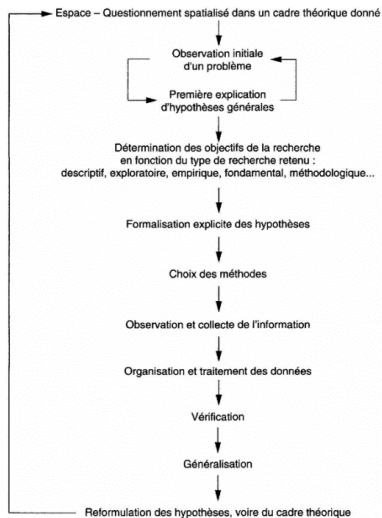 Espace – Questionnement spatialisé dans un cadre théorique donné
Observation initiale
d'un problème
Première explication
d'hypothèses générales
Détermination des objectifs de la recherche
en fonction du type de recherche retenu :
descriptif, exploratoire, empirique, fondamental, méthodologique...
Formalisation explicite des hypothèses
Choix des méthodes
Observation et collecte de l'information
Organisation et traitement des données
Vérification
Généralisation
Reformulation des hypothèses, voire du cadre théorique